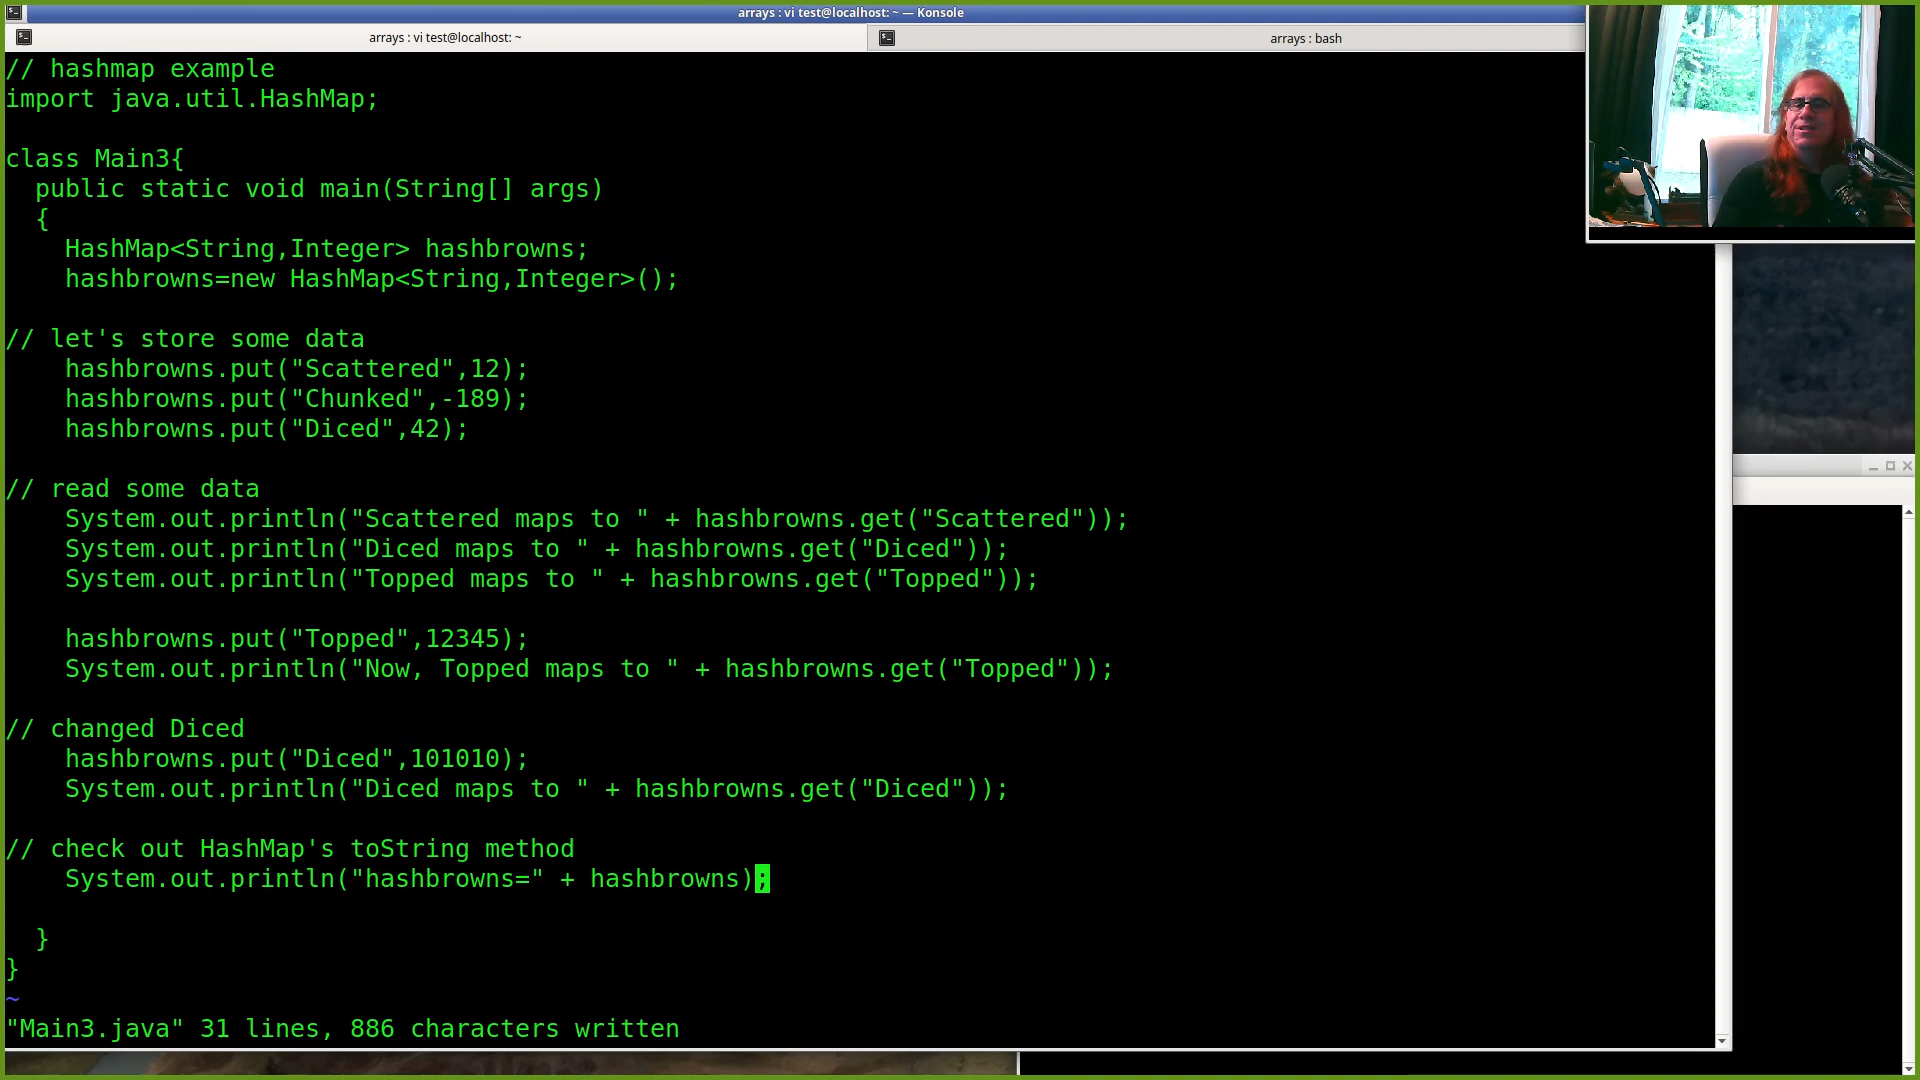 arrays : vi test@localhost: ~ — Konsole
arrays : vi test@localhost: ~
arrays : bash
// hashmap example
import java.util.HashMap;
class Main3{
  public static void main(String[] args)
  {
    HashMap<String,Integer> hashbrowns;
    hashbrowns=new HashMap<String,Integer>();
// let's store some data
    hashbrowns.put("Scattered",12);
    hashbrowns.put("Chunked",-189);
    hashbrowns.put("Diced",42);
// read some data
    System.out.println("Scattered maps to " + hashbrowns.get("Scattered"));
    System.out.println("Diced maps to " + hashbrowns.get("Diced"));
    System.out.println("Topped maps to " + hashbrowns.get("Topped"));
    hashbrowns.put("Topped",12345);
    System.out.println("Now, Topped maps to " + hashbrowns.get("Topped"));
// changed Diced
    hashbrowns.put("Diced",101010);
    System.out.println("Diced maps to " + hashbrowns.get("Diced"));
// check out HashMap's toString method
    System.out.println("hashbrowns=" + hashbrowns);
  }
}
~
"Main3.java" 31 lines, 886 characters written